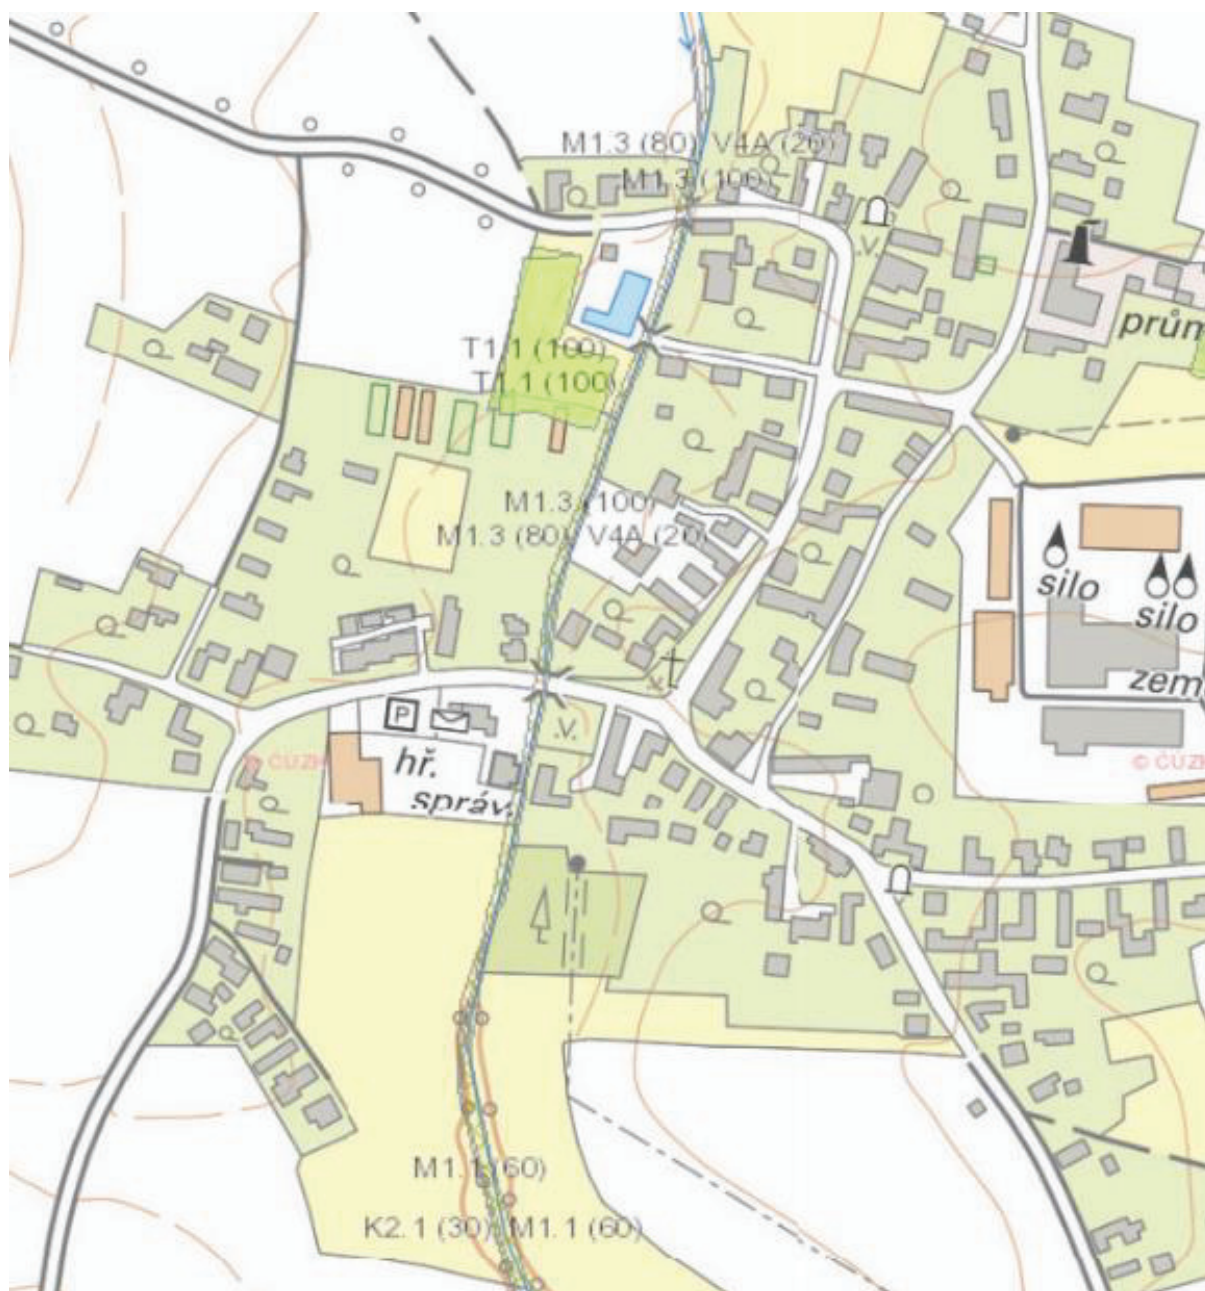 M1.3 (80) V4A (20)
M1.3 (100)
.V.
prům
T1.1 (100)
T1.1 (100)
M1.3 (100)
M1.3 (80) V4A (20)
silo
silo
zem
P
.V.
hř.
© ČÚZK
© ČÚZK
správ.
M1.1 (60)
K2.1 (30) M1.1 (60)